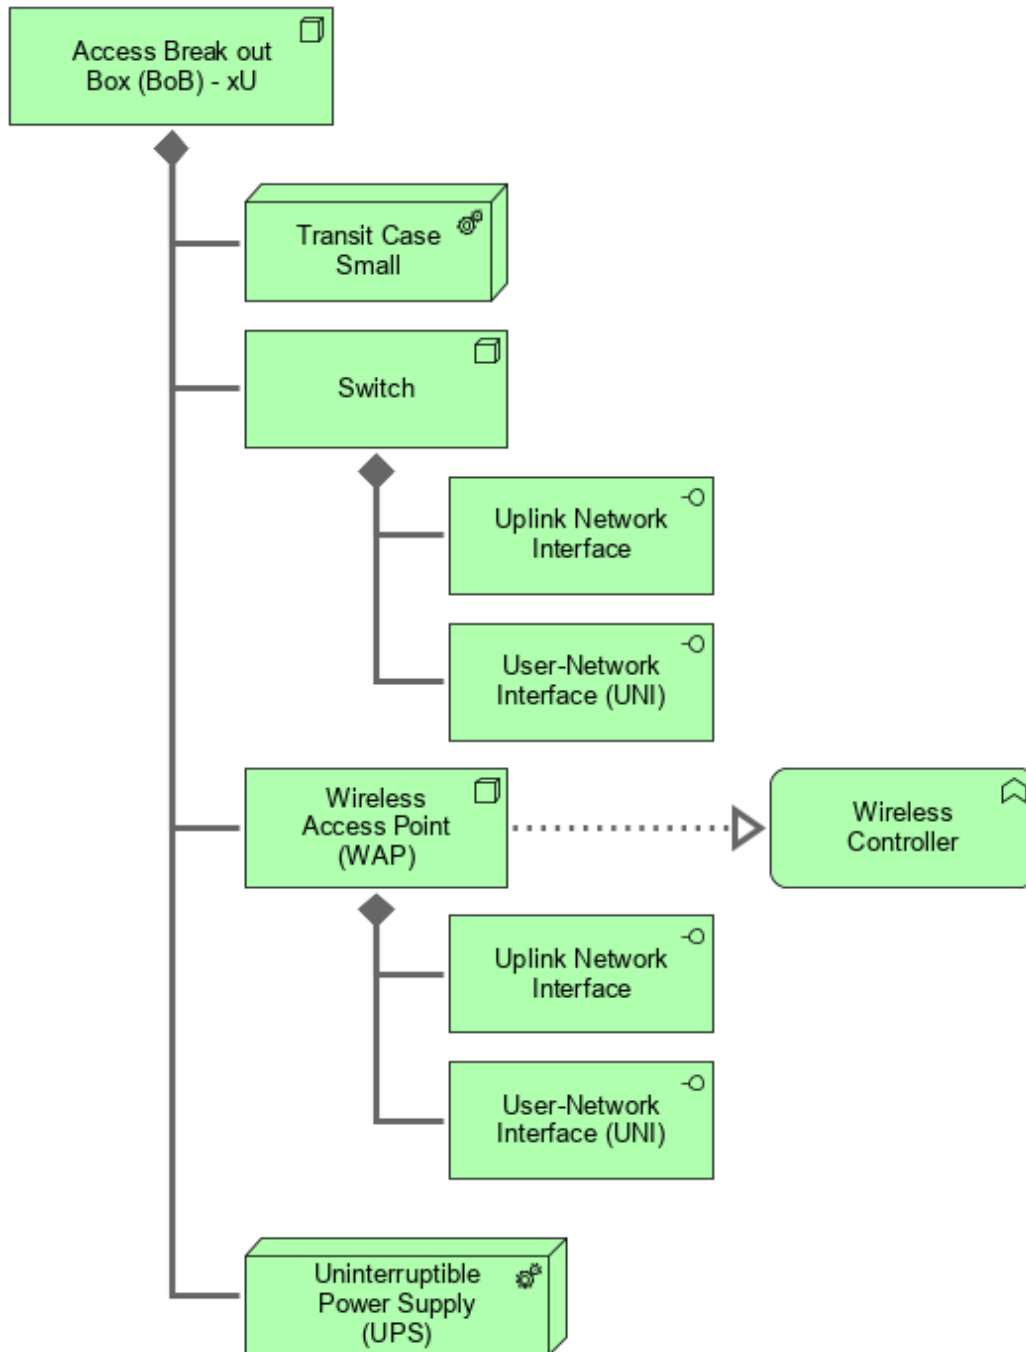 Access Break out
Box (BoB) - xU
Transit Case
Small
Switch
Uplink Network
Interface
User-Network
Interface (UNI)
Wireless
Access Point
(WAP)
Wireless
Controller
Uplink Network
Interface
User-Network
Interface (UNI)
Uninterruptible
Power Supply
(UPS)